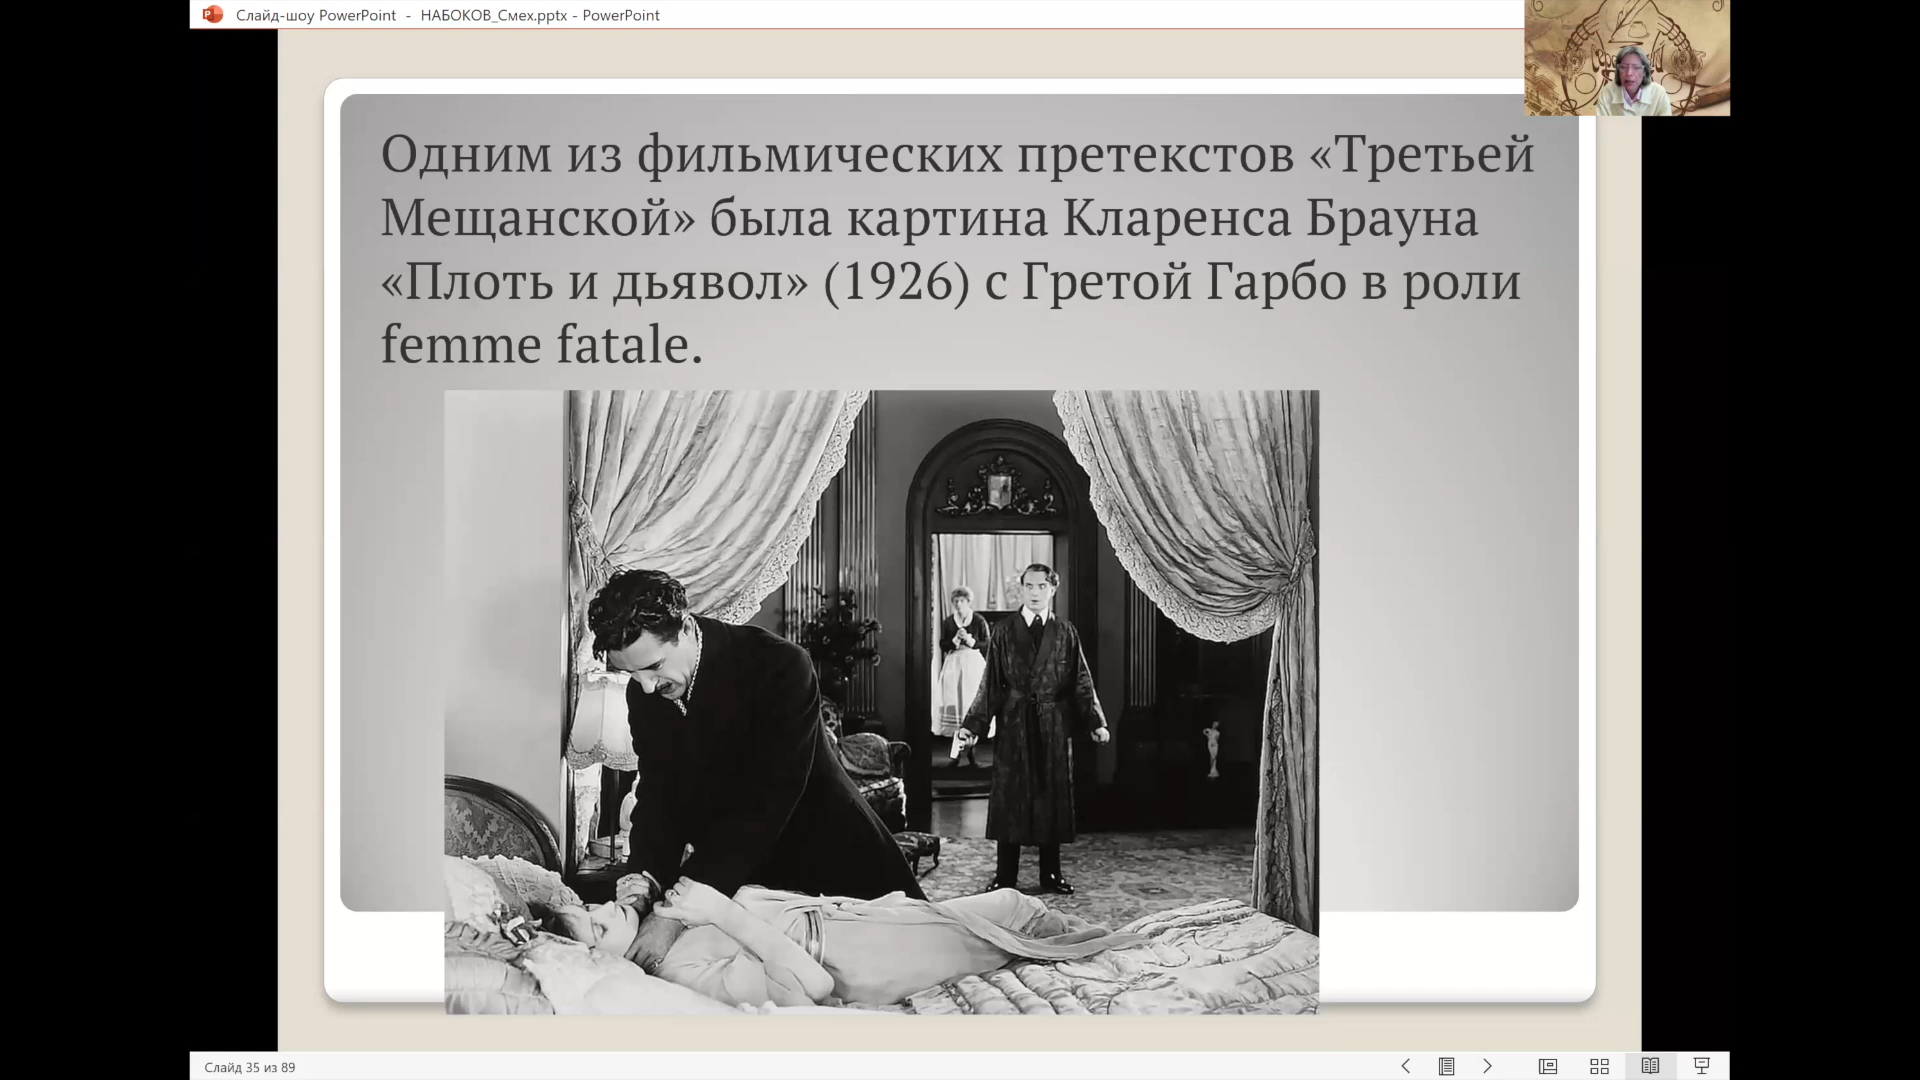 Слайд-шоу PowerPoint - НАБОКОВ_Смех.pptx - PowerPoint
Одним из фильмических претекстов «Третьей
Мещанской» была картина Кларенса Брауна
«Плоть и дьявол» (1926) с Гретой Гарбо в роли
femme fatale.
Слайд 35 из 89